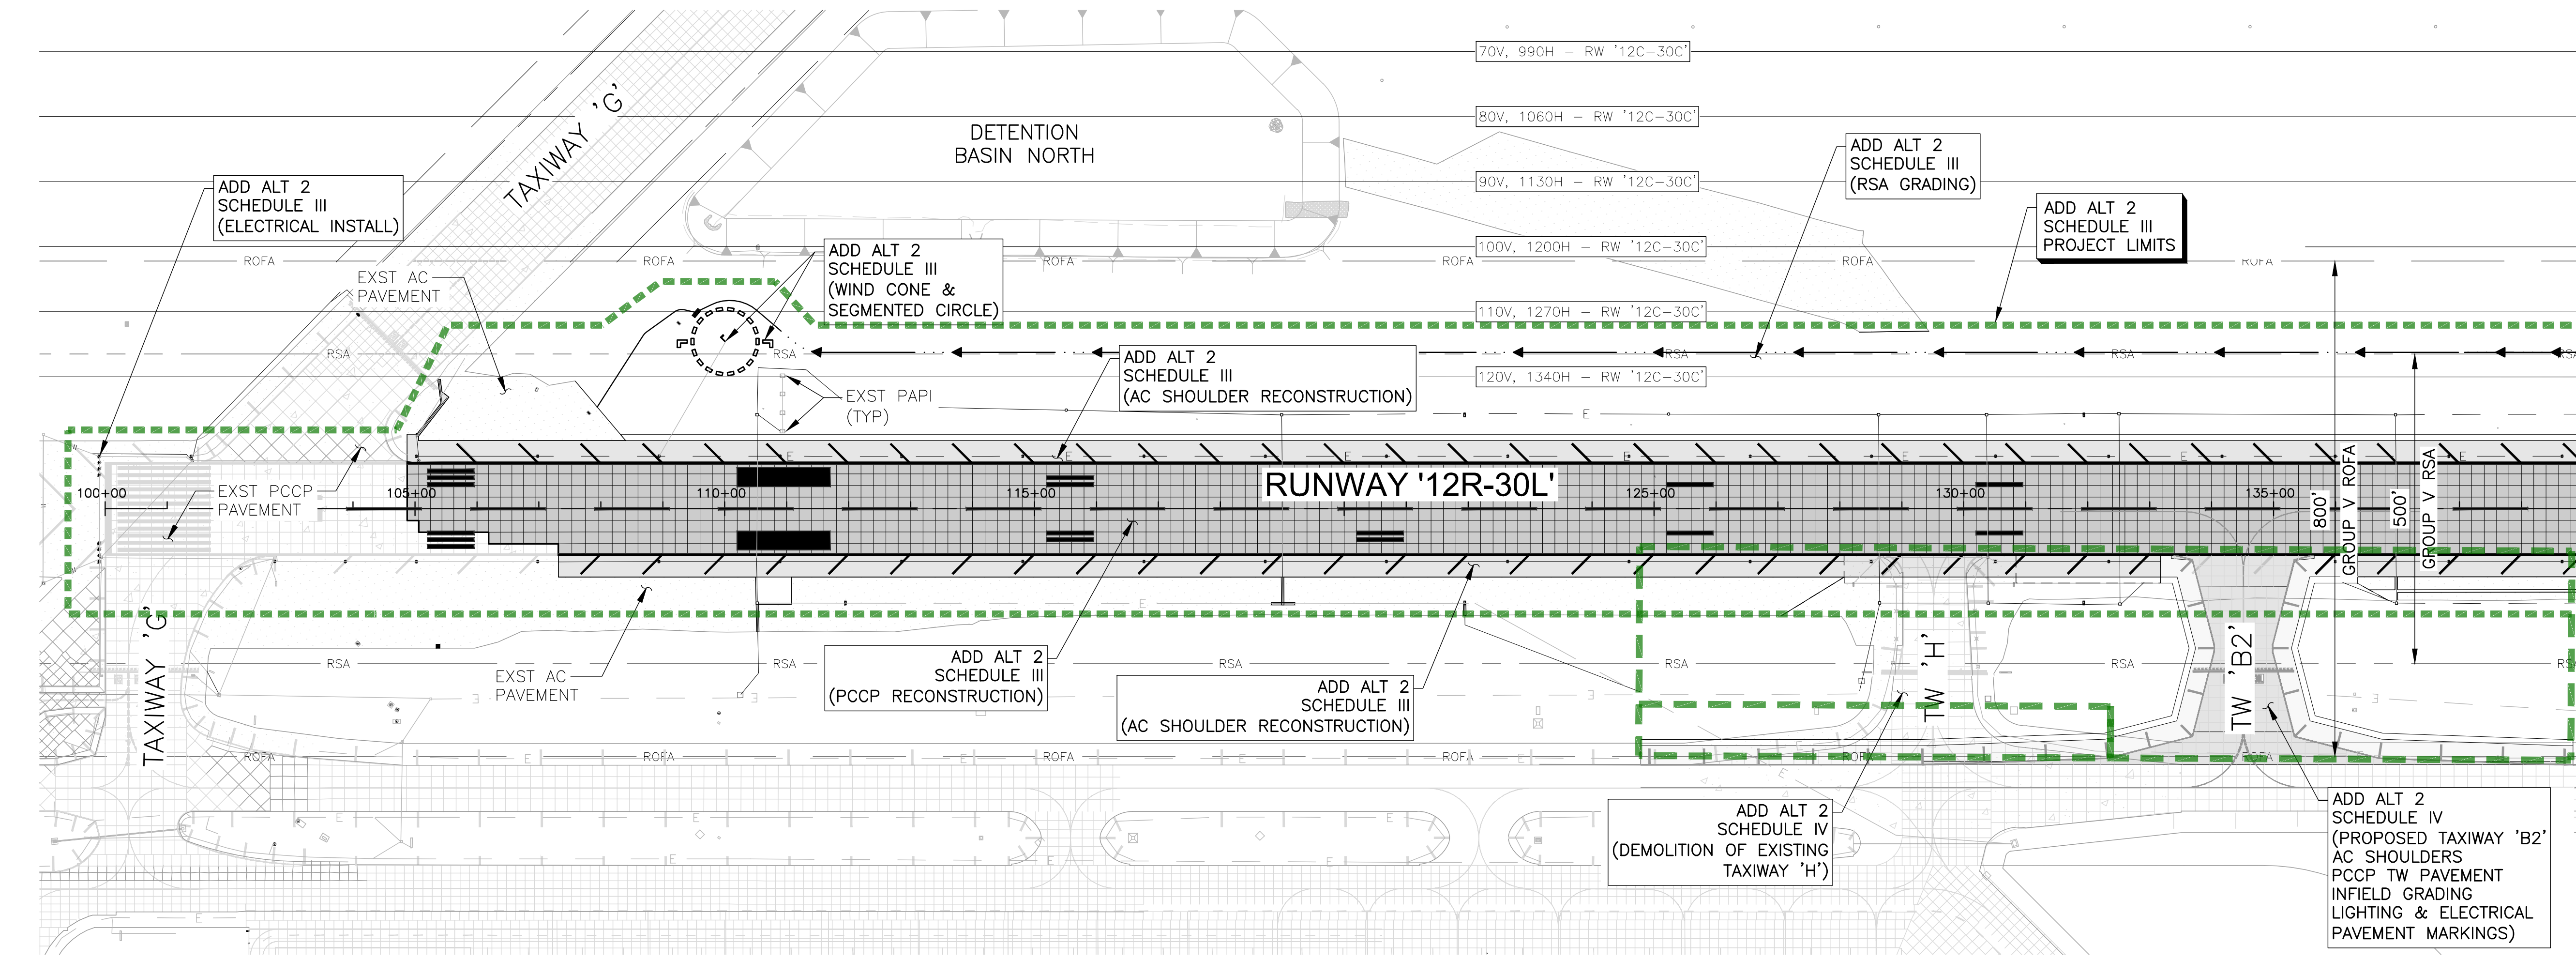 70V, 990H – RW '12C–30C'
80V, 1060H – RW '12C–30C'
90V, 1130H – RW '12C–30C'
100V, 1200H – RW '12C–30C'
110V, 1270H – RW '12C–30C'
120V, 1340H – RW '12C–30C'
TAXIWAY 'G'
DETENTION
BASIN NORTH
ADD ALT 2
SCHEDULE III
(RSA GRADING)
ADD ALT 2
SCHEDULE III
(ELECTRICAL INSTALL)
ADD ALT 2
SCHEDULE III
PROJECT LIMITS
ADD ALT 2
SCHEDULE III
(WIND CONE &
SEGMENTED CIRCLE)
ROFA
ROFA
ROFA
ROFA
ROFA
ROFA
EXST AC
PAVEMENT
RSA
RSA
RSA
RSA
RSA
ADD ALT 2
SCHEDULE III
(AC SHOULDER RECONSTRUCTION)
EXST PAPI
(TYP)
E
E
E
E
E
E
E
E
100+00
105+00
110+00
115+00
RUNWAY '12R-30L'
125+00
130+00
135+00
EXST PCCP
PAVEMENT
800'
GROUP V ROFA
500'
GROUP V RSA
E
TAXIWAY 'G'
RSA
RSA
RSA
RSA
RSA
RSA
EXST AC
PAVEMENT
ADD ALT 2
SCHEDULE III
(PCCP RECONSTRUCTION)
ADD ALT 2
SCHEDULE III
(AC SHOULDER RECONSTRUCTION)
TW 'H'
TW 'B2'
E
E
E
E
E
E
E
ROFA
ROFA
ROFA
ROFA
ROFA
ROFA
E
ADD ALT 2
SCHEDULE IV
(DEMOLITION OF EXISTING
TAXIWAY 'H')
ADD ALT 2
SCHEDULE IV
(PROPOSED TAXIWAY 'B2'
AC SHOULDERS
PCCP TW PAVEMENT
INFIELD GRADING
LIGHTING & ELECTRICAL
PAVEMENT MARKINGS)
E
E
E
E
E
E
E